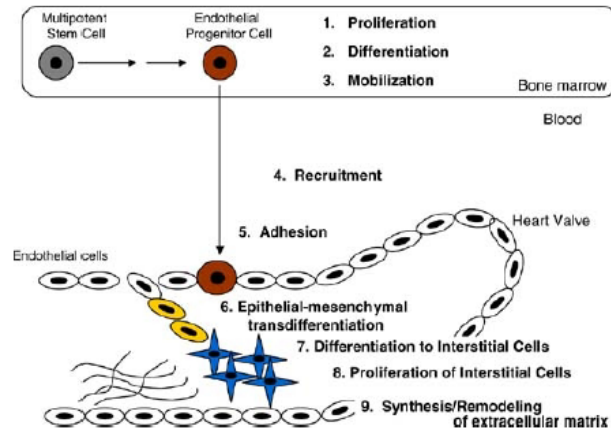 Multipotent
Stem Cell
Endothelial
Progenitor Cell
1. Proliferation
2. Differentiation
3. Mobilization
Bone marrow
Blood
4. Recruitment
5. Adhesion
Heart Valve
Endothelial cells
6. Epithelial-mesenchymal
transdifferentiation
7. Differentiation to Interstitial Cells
8. Proliferation of Interstitial Cells
9. Synthesis/Remodeling
of extracellular matrix